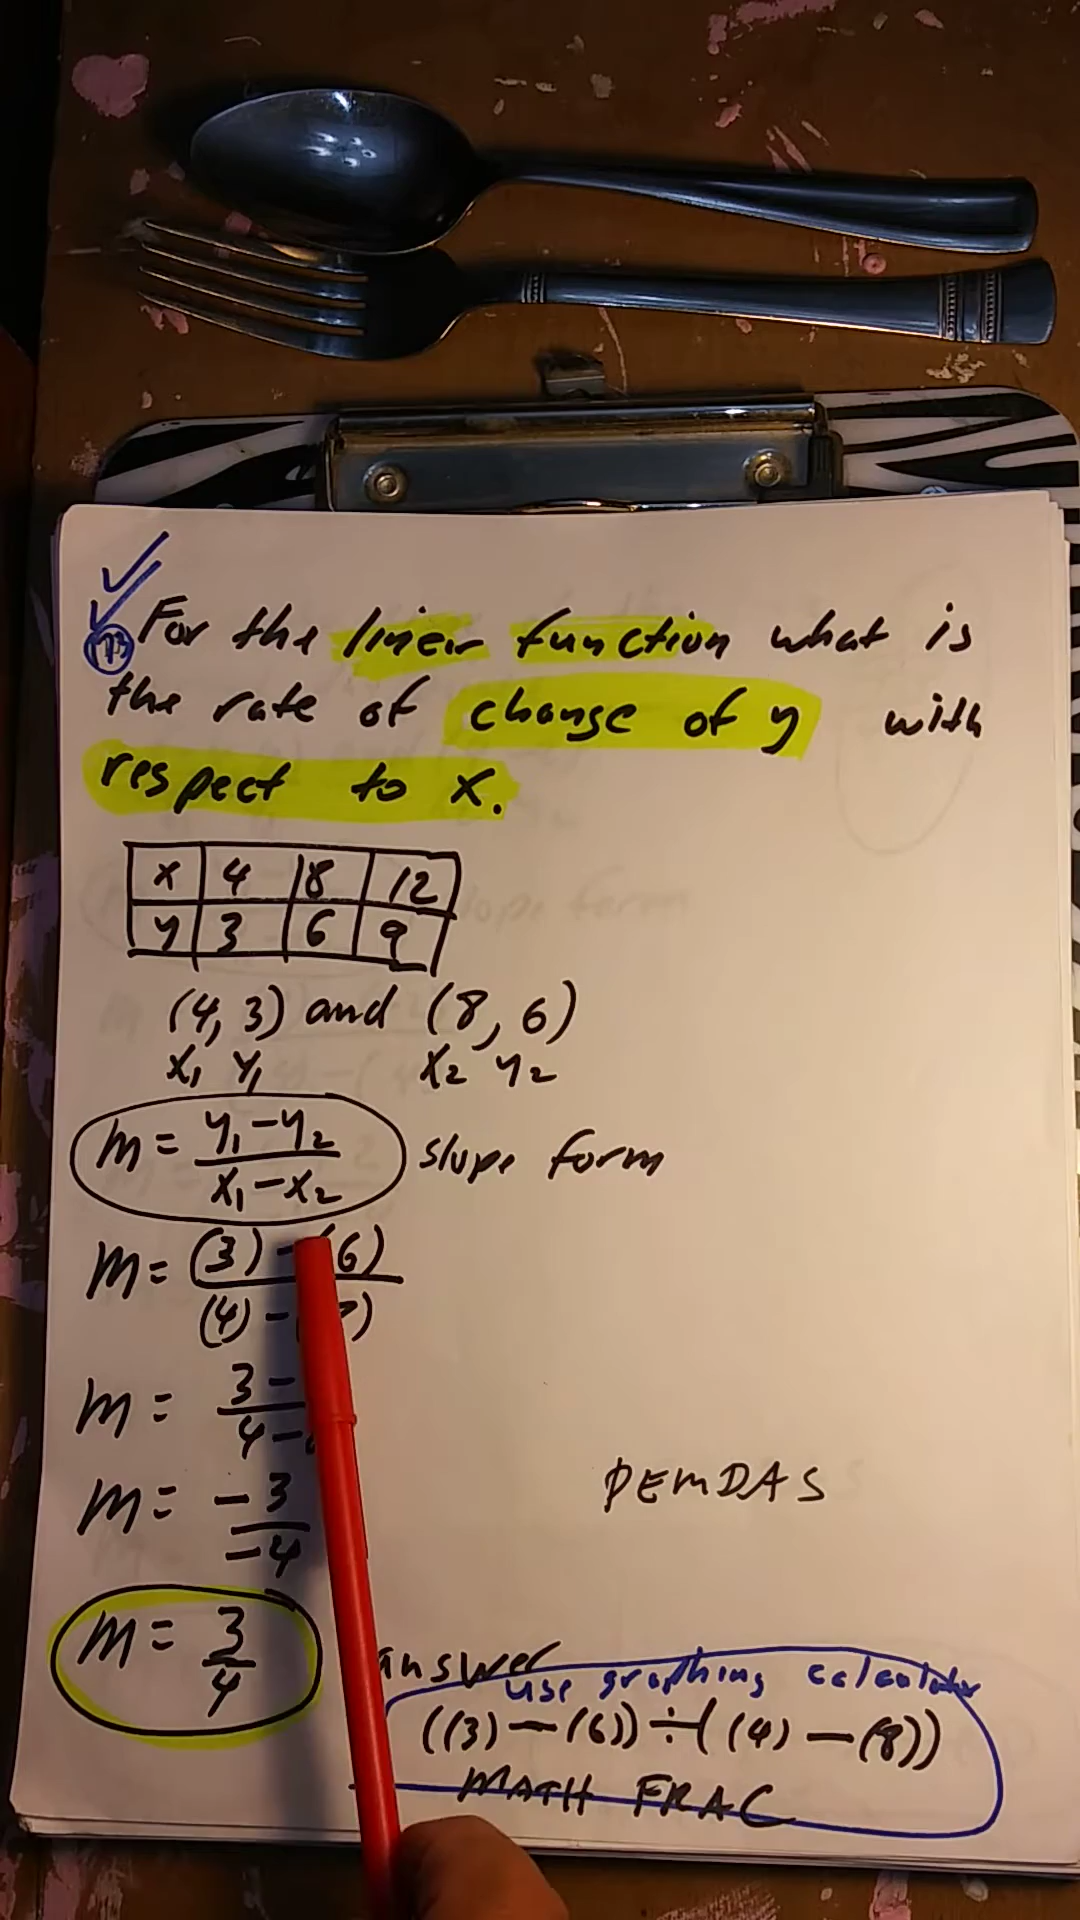 For the linear function what is
the rate of change of y with
respect to x.
x 4 8 12
y 3 6 9
(4, 3) and (8, 6)
x₁ y₁ x₂ y₂
m = y₁-y₂ / x₁-x₂ slope form
m = (3) - (6) / (4) - ( )
m = 3 - / 4 -
m = -3 / -4
PEMDAS
m = 3/4 answer
use graphing calculator
((3) - (6)) ÷ ((4) - (8))
MATH FRAC